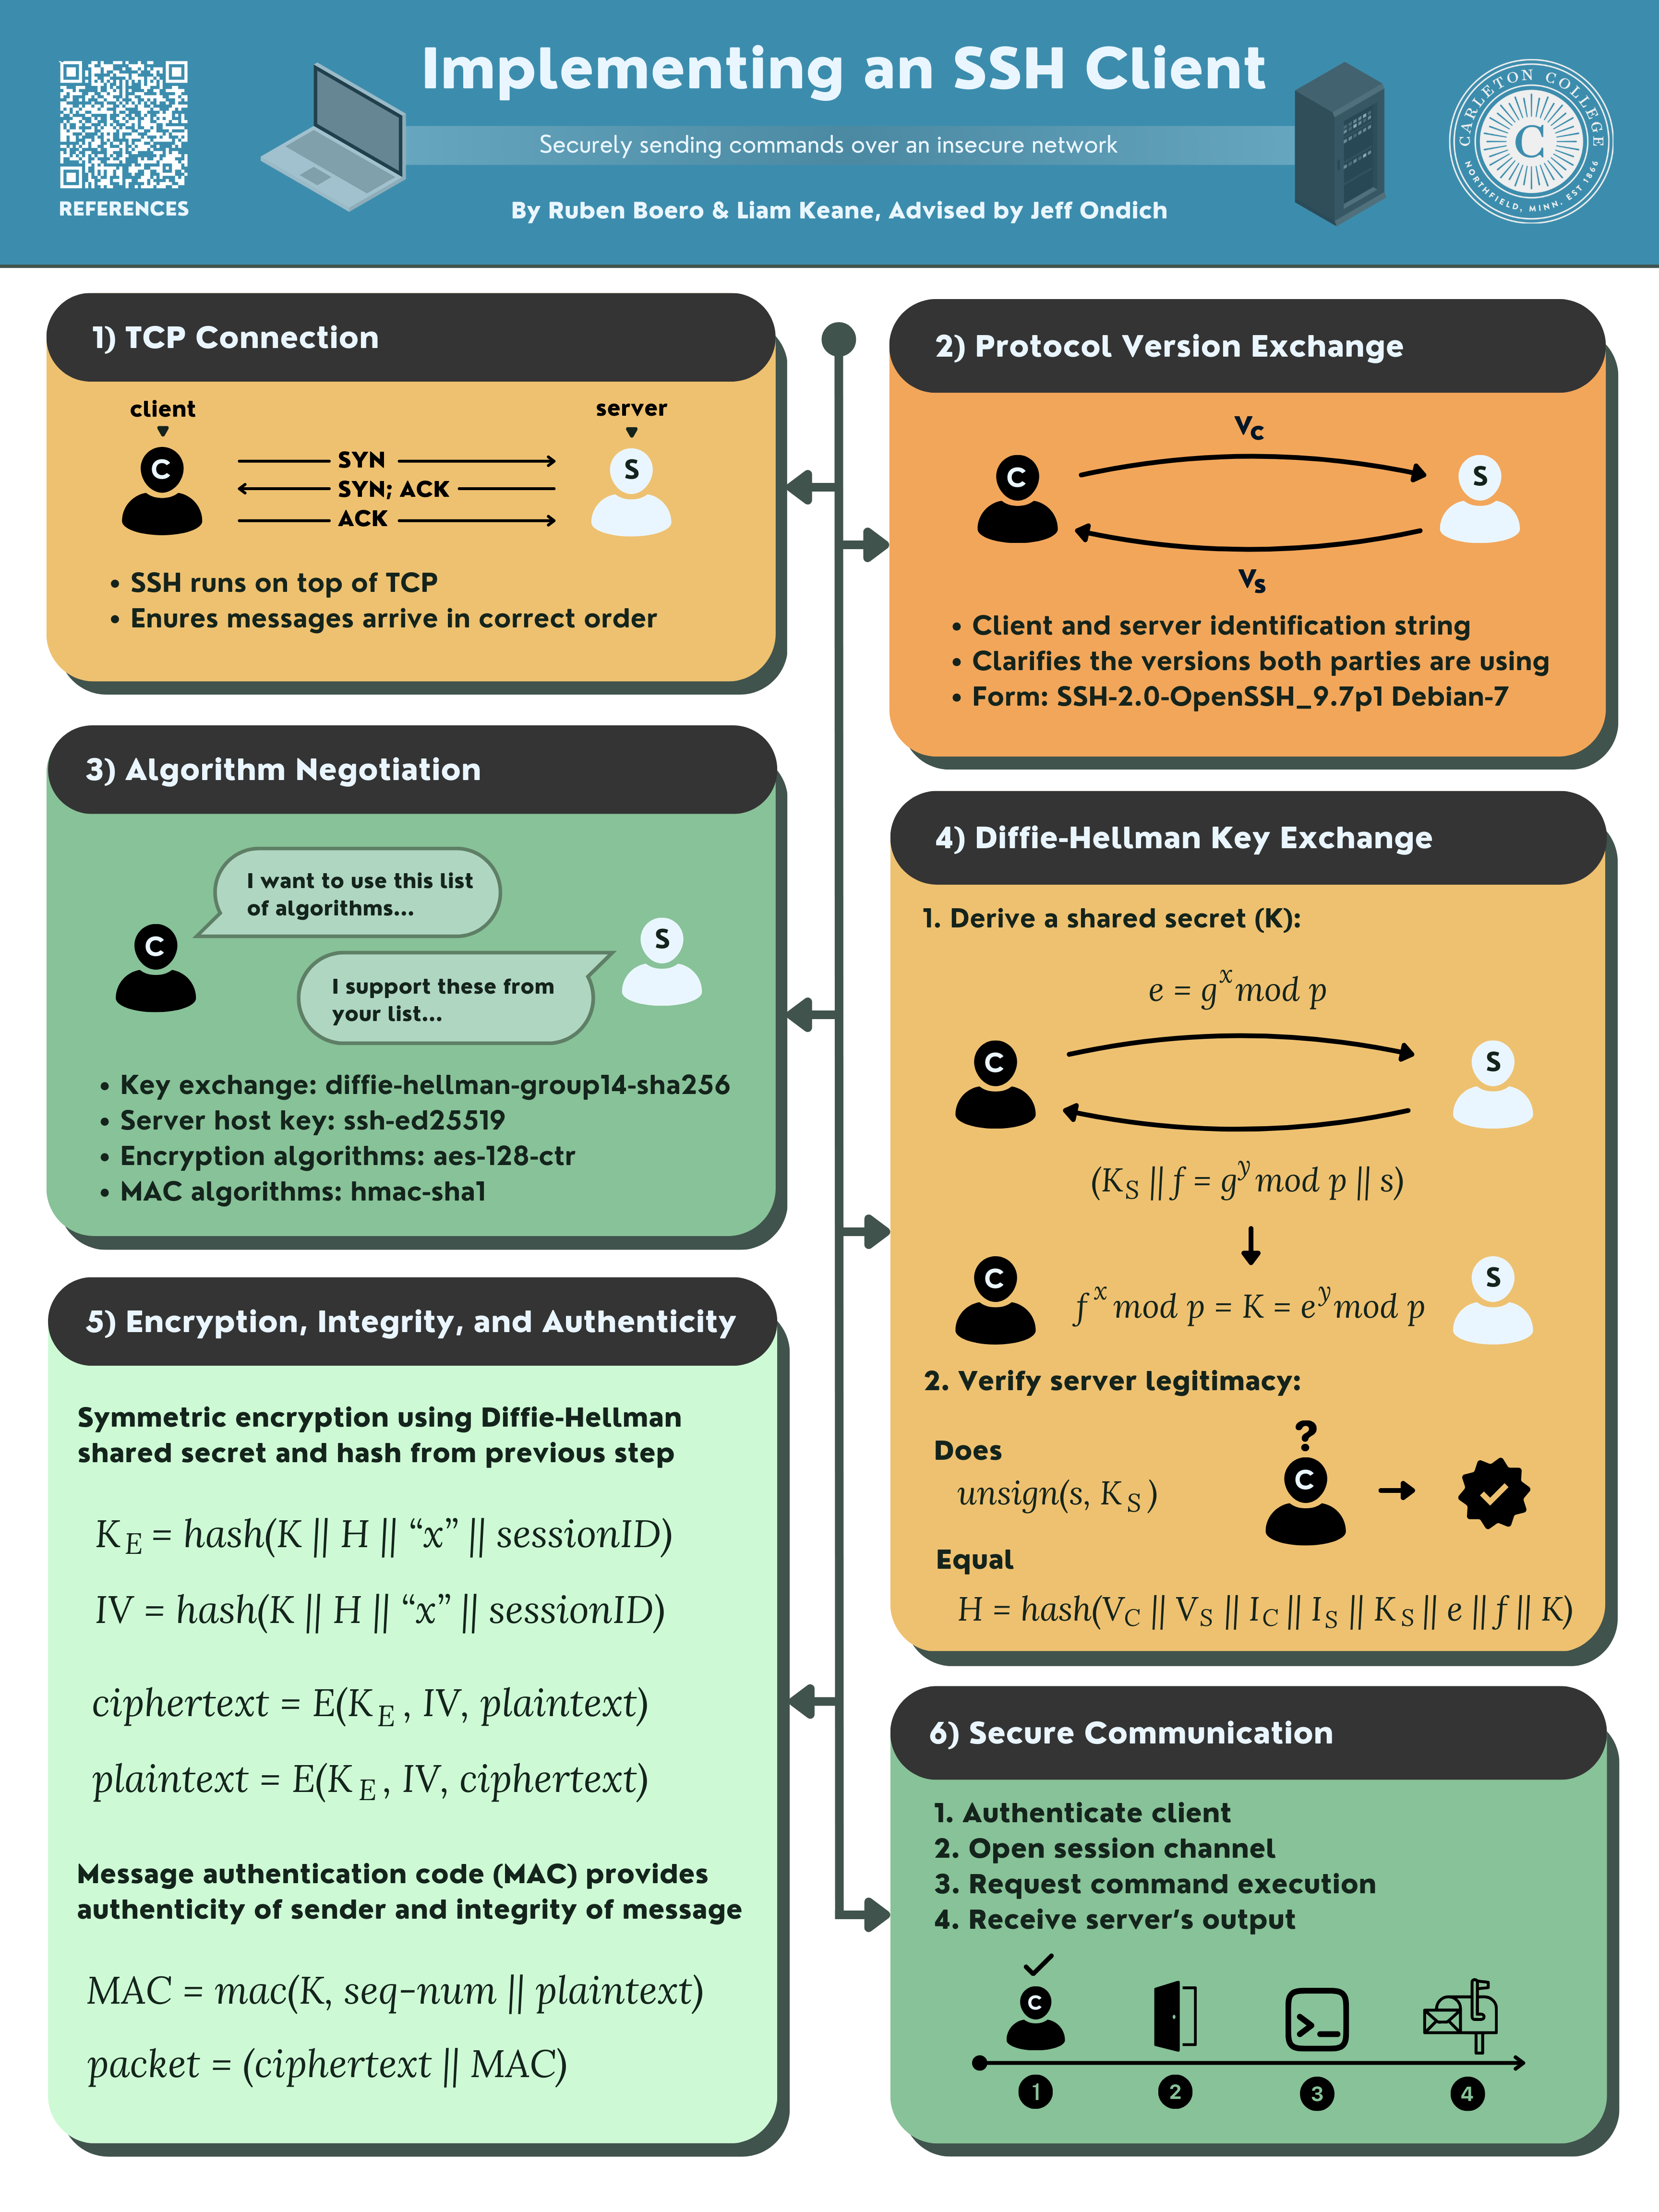 Implementing an SSH Client
Securely sending commands over an insecure network
By Ruben Boero & Liam Keane, Advised by Jeff Ondich
REFERENCES
CARLETON COLLEGE
C
NORTHFIELD, MINN. EST 1866
1) TCP Connection
client
server
C
S
SYN
SYN; ACK
ACK
• SSH runs on top of TCP
• Enures messages arrive in correct order
2) Protocol Version Exchange
Vc
C
S
Vs
• Client and server identification string
• Clarifies the versions both parties are using
• Form: SSH-2.0-OpenSSH_9.7p1 Debian-7
3) Algorithm Negotiation
I want to use this list
of algorithms...
C
S
I support these from
your list...
• Key exchange: diffie-hellman-group14-sha256
• Server host key: ssh-ed25519
• Encryption algorithms: aes-128-ctr
• MAC algorithms: hmac-sha1
4) Diffie-Hellman Key Exchange
1. Derive a shared secret (K):
e = g^x mod p
C
S
(K_S || f = g^y mod p || s)
C
S
f^x mod p = K = e^y mod p
2. Verify server legitimacy:
Does
?
C
unsign(s, K_S)
Equal
H = hash(V_C || V_S || I_C || I_S || K_S || e || f || K)
5) Encryption, Integrity, and Authenticity
Symmetric encryption using Diffie-Hellman
shared secret and hash from previous step
K_E = hash(K || H || “x” || sessionID)
IV = hash(K || H || “x” || sessionID)
ciphertext = E(K_E, IV, plaintext)
plaintext = E(K_E, IV, ciphertext)
Message authentication code (MAC) provides
authenticity of sender and integrity of message
MAC = mac(K, seq-num || plaintext)
packet = (ciphertext || MAC)
6) Secure Communication
1. Authenticate client
2. Open session channel
3. Request command execution
4. Receive server’s output
C
>_
1
2
3
4